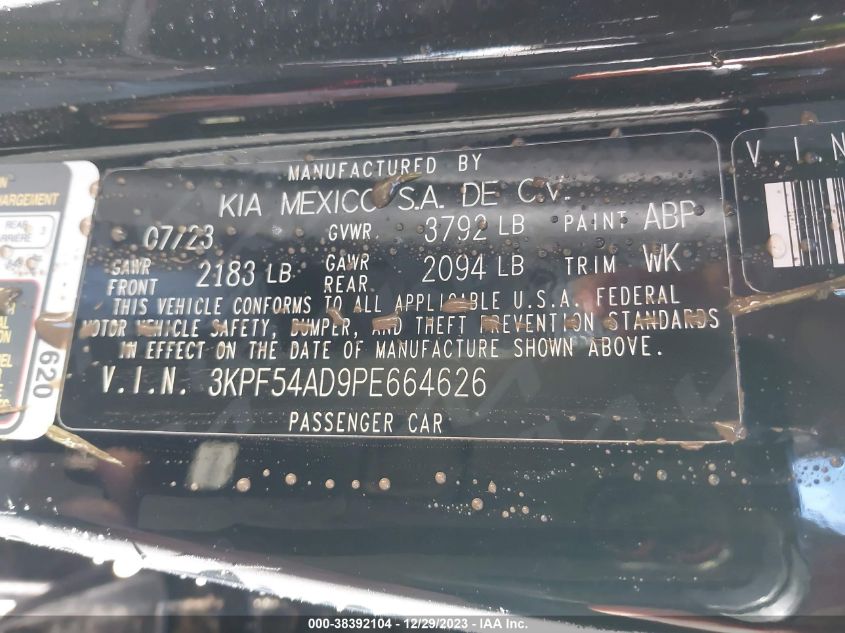 MANUFACTURED BY
KIA MEXICO S.A. DE C.V.
07/23 GVWR 3792 LB PAINT ABP
GAWR FRONT 2183 LB GAWR REAR 2094 LB TRIM WK
THIS VEHICLE CONFORMS TO ALL APPLICABLE U.S.A. FEDERAL
MOTOR VEHICLE SAFETY, BUMPER, AND THEFT PREVENTION STANDARDS
IN EFFECT ON THE DATE OF MANUFACTURE SHOWN ABOVE.
V.I.N. 3KPF54AD9PE664626
PASSENGER CAR
REAR
3
620
V.I.N
000-38392104 - 12/29/2023 - IAA Inc.